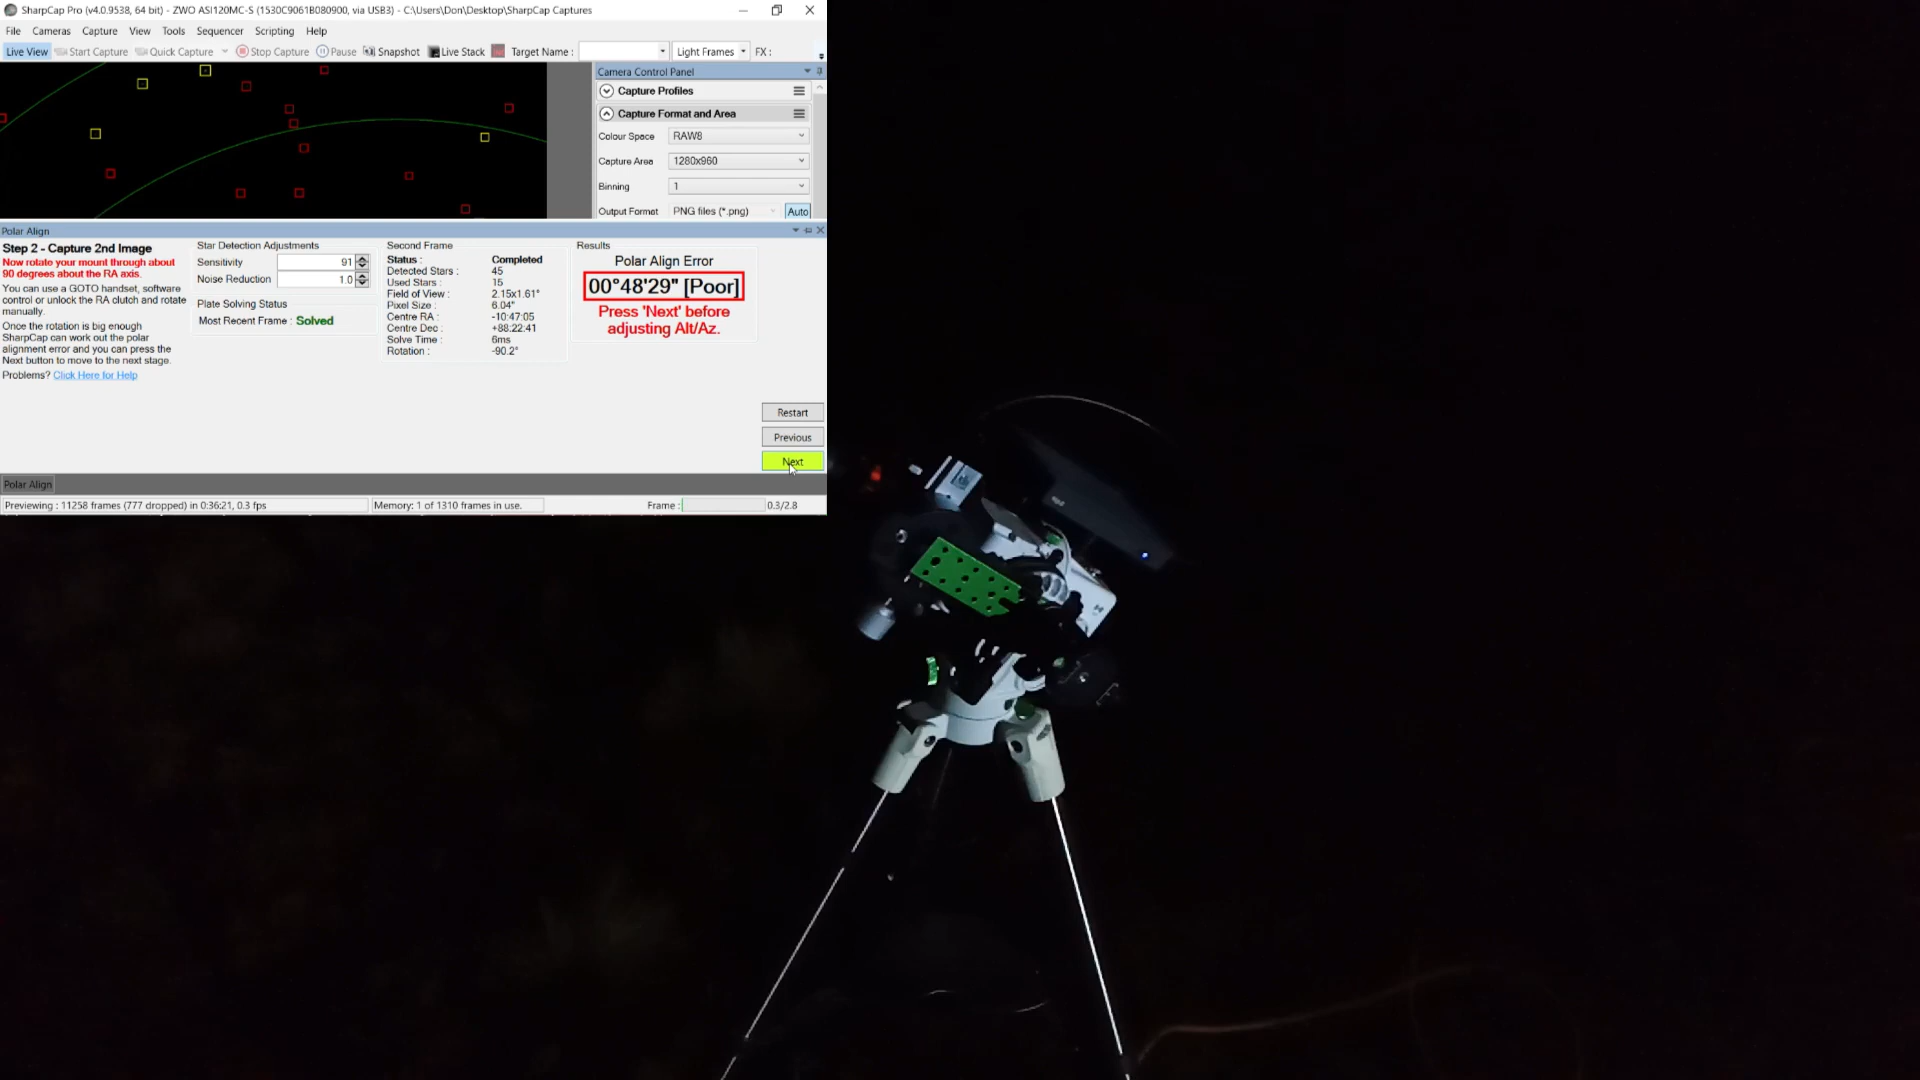 SharpCap Pro (v4.0.9538, 64 bit) - ZWO ASI120MC-S (1530C9061B080900, via USB3) - C:\Users\Don\Desktop\SharpCap Captures
File Cameras Capture View Tools Sequencer Scripting Help
Live View Start Capture Quick Capture Stop Capture Pause Snapshot Live Stack Target Name : Light Frames FX :
Camera Control Panel
Capture Profiles
Capture Format and Area
Colour Space RAW8
Capture Area 1280x960
Binning 1
Output Format PNG files (*.png) Auto
Polar Align
Step 2 - Capture 2nd Image
Now rotate your mount through about
90 degrees about the RA axis.
You can use a GOTO handset, software
control or unlock the RA clutch and rotate
manually.
Once the rotation is big enough
SharpCap can work out the polar
alignment error and you can press the
Next button to move to the next stage.
Problems? Click Here for Help
Star Detection Adjustments
Sensitivity 91
Noise Reduction 1.0
Plate Solving Status
Most Recent Frame : Solved
Second Frame
Status : Completed
Detected Stars : 45
Used Stars : 15
Field of View : 2.15x1.61°
Pixel Size : 6.04"
Centre RA : -10:47:05
Centre Dec : +88:22:41
Solve Time : 6ms
Rotation : -90.2°
Results
Polar Align Error
00°48'29" [Poor]
Press 'Next' before
adjusting Alt/Az.
Restart
Previous
Next
Polar Align
Previewing : 11258 frames (777 dropped) in 0:36:21, 0.3 fps Memory: 1 of 1310 frames in use. Frame : 0.3/2.8